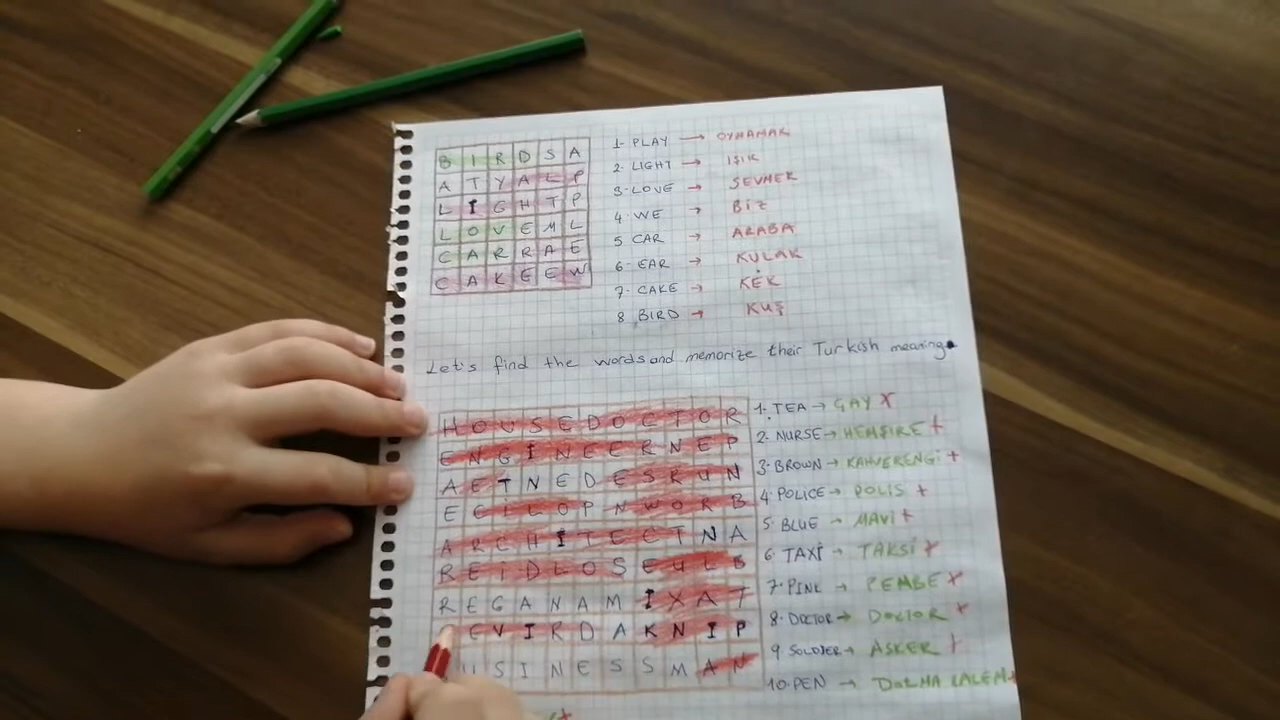 B I R D S A
A T Y A L P
L I G H T P
L O V E M L
C A R R A E
C A K E E W
1- PLAY → OYNAMAK
2- LIGHT → IŞIK
3- LOVE → SEVMEK
4- WE → BİZ
5 CAR → ARABA
6- EAR → KULAK
7- CAKE → KEK
8 BIRD → KUŞ
Let's find the words and memorize their Turkish meaning.
H O U S E D O C T O R
E N G I N E E R N E P
A E T N E D E S R U N
E C I L O P N W O R B
A R C H I T E C T N A
R E I D L O S E U L B
R E G A N A M I X A T
E V I R D A K N I P
U S I N E S S M A N
1. TEA → ÇAY x
2. NURSE → HEMŞİRE +
3- BROWN → KAHVERENGİ +
4. POLICE → POLİS +
5. BLUE → MAVİ +
6. TAXİ → TAKSİ +
7- PINK → PEMBE x
8- DOCTOR → DOKTOR x
9 SOLDIER → ASKER +
10. PEN → DOLMA KALEM +